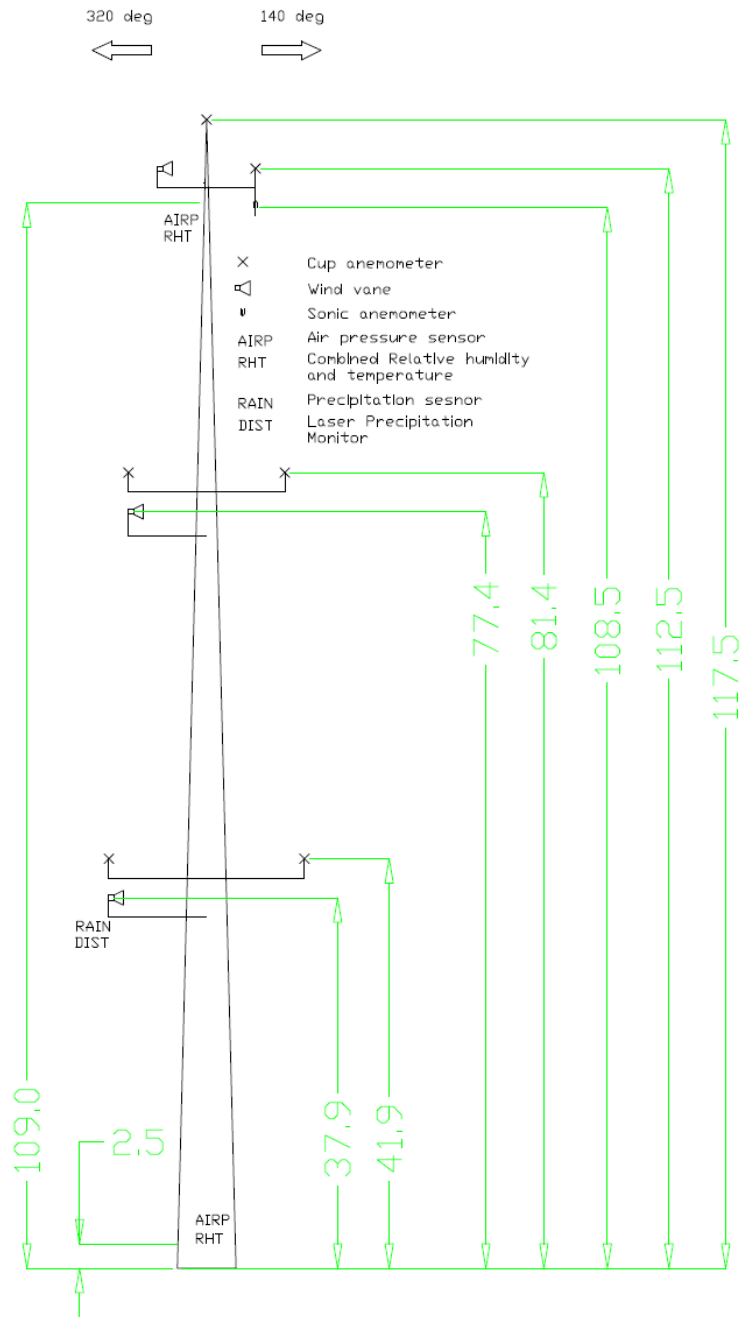 320 deg 140 deg
AIRP
RHT
Cup anemometer
Wind vane
Sonic anemometer
AIRP Air pressure sensor
RHT Combined Relative humidity
and temperature
RAIN Precipitation sesnor
DIST Laser Precipitation
Monitor
77,4
81,4
108,5
112,5
117,5
RAIN
DIST
109,0
2,5
37,9
41,9
AIRP
RHT